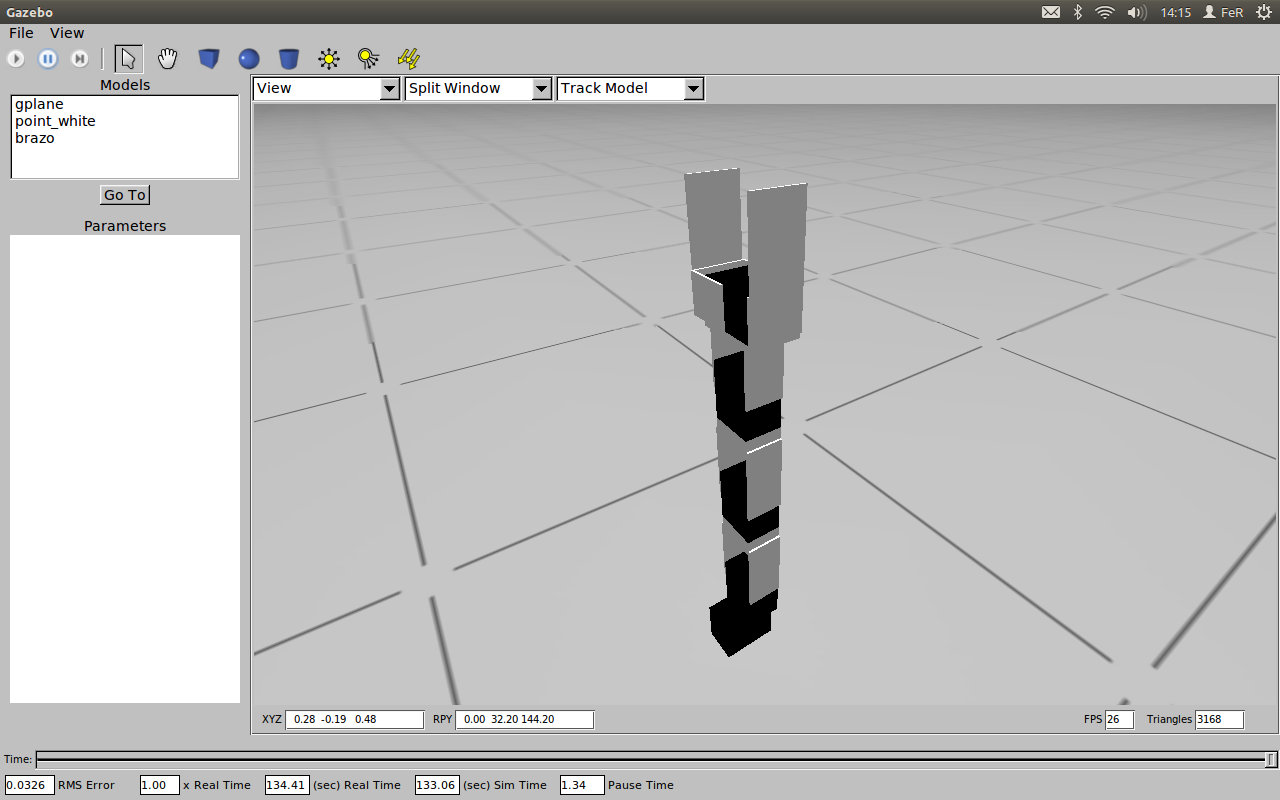 Gazebo
14:15 FeR
File View
Models
gplane
point_white
brazo
Go To
Parameters
View Split Window Track Model
XYZ 0.28 -0.19 0.48 RPY 0.00 32.20 144.20 FPS 26 Triangles 3168
Time:
0.0326 RMS Error 1.00 x Real Time 134.41 (sec) Real Time 133.06 (sec) Sim Time 1.34 Pause Time